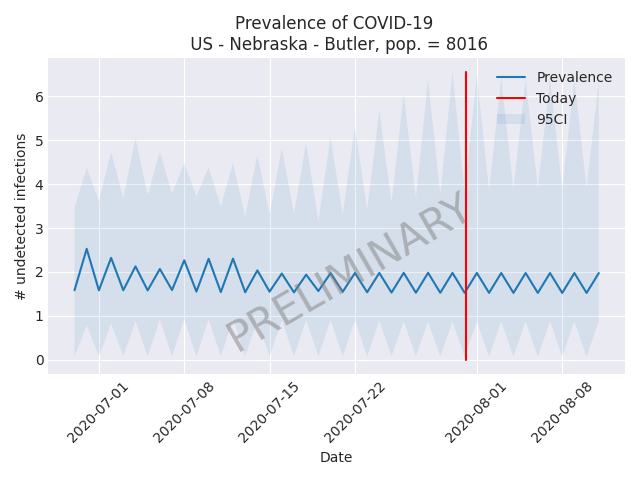 Prevalence of COVID-19
US - Nebraska - Butler, pop. = 8016
Prevalence
Today
95CI
PRELIMINARY
# undetected infections
6
5
4
3
2
1
0
2020-07-01
2020-07-08
2020-07-15
2020-07-22
2020-08-01
2020-08-08
Date